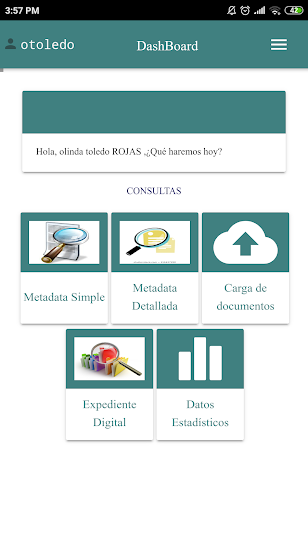 3:57 PM
42
otoledo
DashBoard
Hola, olinda toledo ROJAS ,¿Qué haremos hoy?
CONSULTAS
Metadata Simple
Metadata
Detallada
Carga de
documentos
Expediente
Digital
Datos
Estadísticos